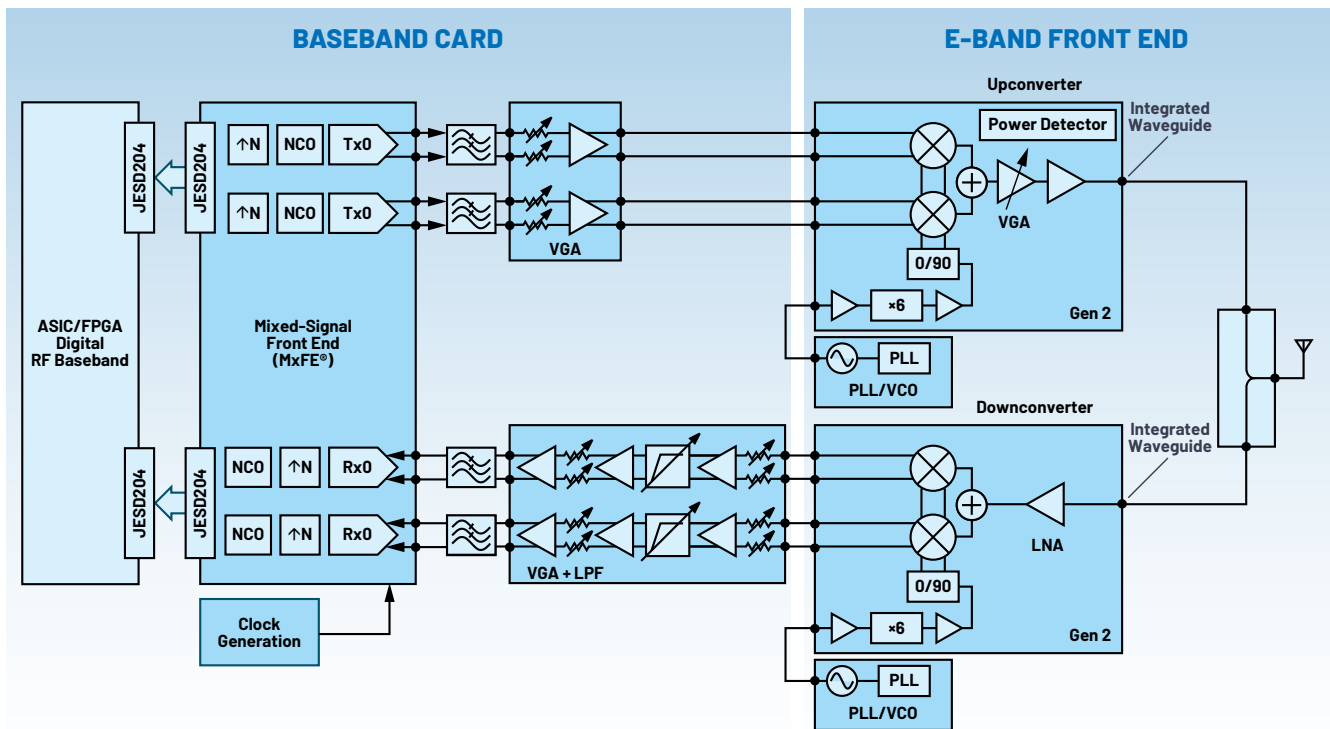 BASEBAND CARD
E-BAND FRONT END
Upconverter
Integrated
Waveguide
JESD204
JESD204
↑N
NCO
Tx0
↑N
NCO
Tx0
VGA
Power Detector
VGA
0/90
×6
Gen 2
ASIC/FPGA
Digital
RF Baseband
Mixed-Signal
Front End
(MxFE®)
PLL
PLL/VCO
Downconverter
Integrated
Waveguide
JESD204
JESD204
NCO
↑N
Rx0
NCO
↑N
Rx0
VGA + LPF
LNA
0/90
×6
Gen 2
Clock
Generation
PLL
PLL/VCO